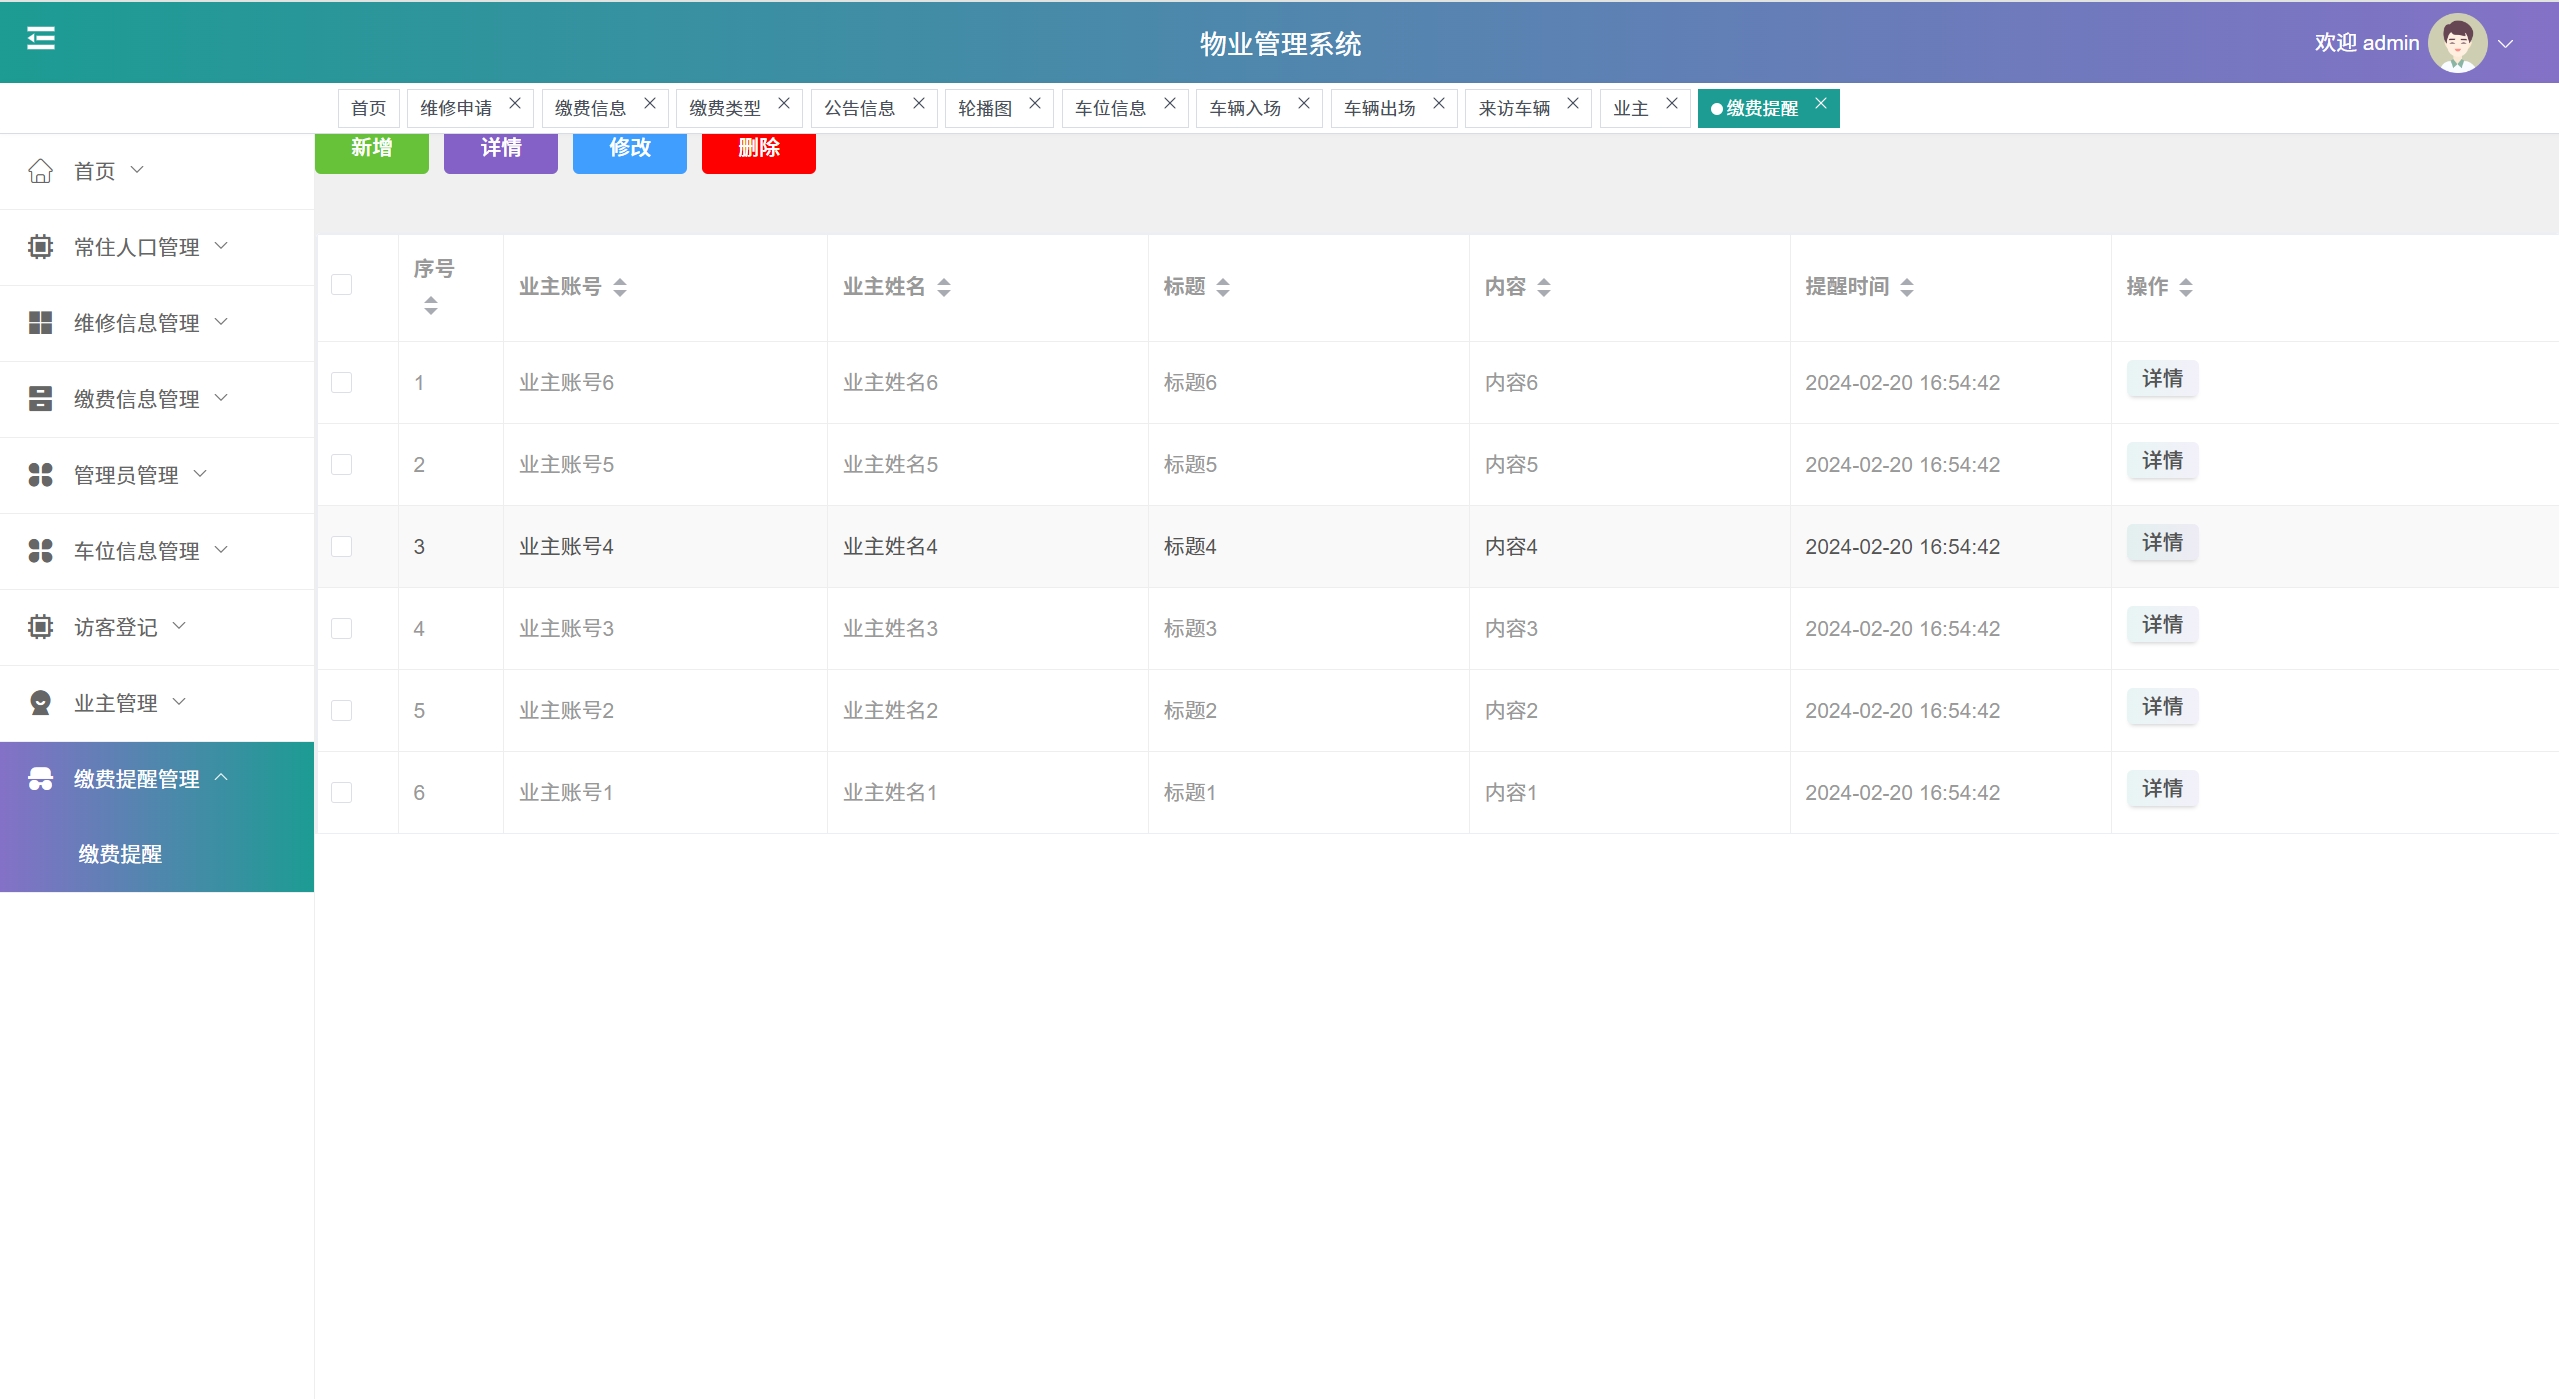 物业管理系统
欢迎 admin
首页 维修申请 缴费信息 缴费类型 公告信息 轮播图 车位信息 车辆入场 车辆出场 来访车辆 业主 缴费提醒
首页
常住人口管理
维修信息管理
缴费信息管理
管理员管理
车位信息管理
访客登记
业主管理
缴费提醒管理
缴费提醒
新增 详情 修改 删除
序号 业主账号 业主姓名 标题 内容 提醒时间 操作
1 业主账号6 业主姓名6 标题6 内容6 2024-02-20 16:54:42 详情
2 业主账号5 业主姓名5 标题5 内容5 2024-02-20 16:54:42 详情
3 业主账号4 业主姓名4 标题4 内容4 2024-02-20 16:54:42 详情
4 业主账号3 业主姓名3 标题3 内容3 2024-02-20 16:54:42 详情
5 业主账号2 业主姓名2 标题2 内容2 2024-02-20 16:54:42 详情
6 业主账号1 业主姓名1 标题1 内容1 2024-02-20 16:54:42 详情